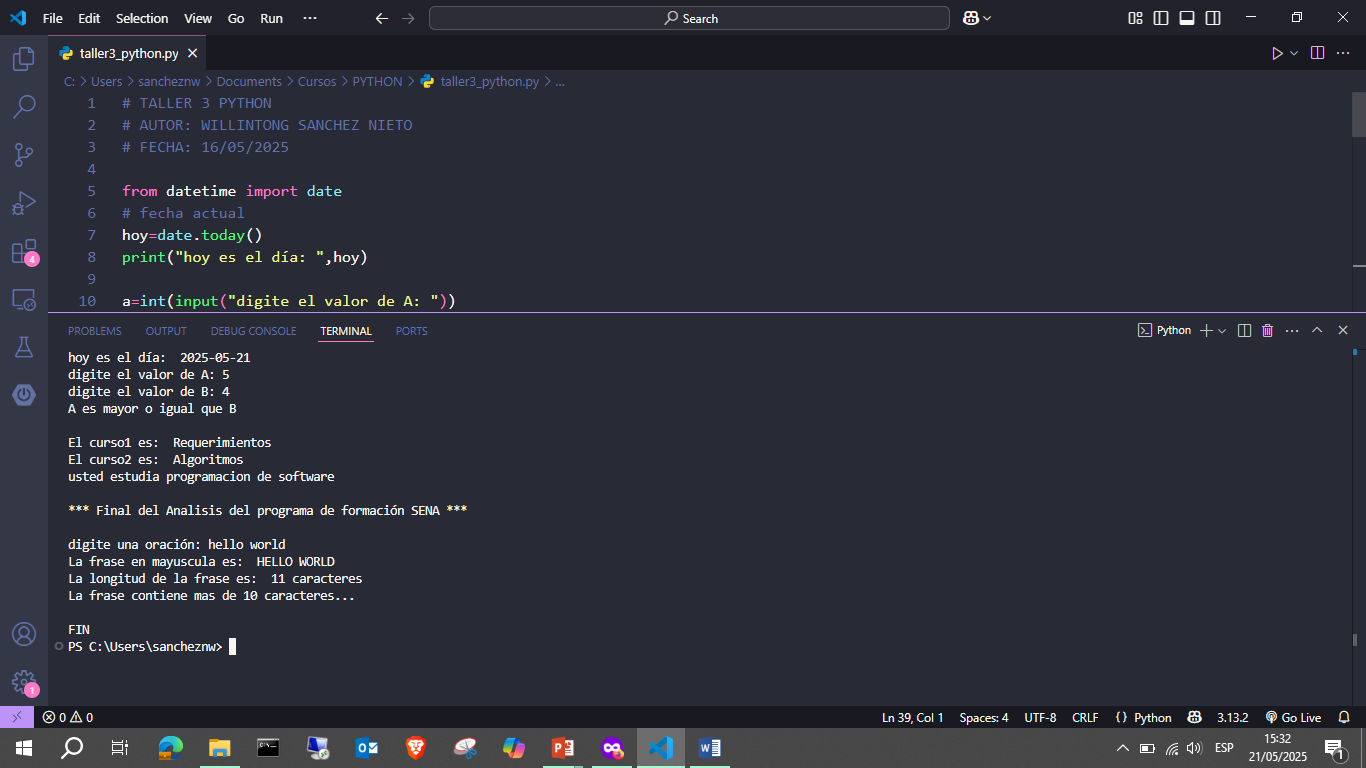 File Edit Selection View Go Run ··· Search
taller3_python.py
C: > Users > sancheznw > Documents > Cursos > PYTHON > taller3_python.py > ...
1 # TALLER 3 PYTHON
2 # AUTOR: WILLINTONG SANCHEZ NIETO
3 # FECHA: 16/05/2025
4
5 from datetime import date
6 # fecha actual
7 hoy=date.today()
8 print("hoy es el día: ",hoy)
9
10 a=int(input("digite el valor de A: "))
PROBLEMS OUTPUT DEBUG CONSOLE TERMINAL PORTS Python
hoy es el día:  2025-05-21
digite el valor de A: 5
digite el valor de B: 4
A es mayor o igual que B
El curso1 es:  Requerimientos
El curso2 es:  Algoritmos
usted estudia programacion de software
*** Final del Analisis del programa de formación SENA ***
digite una oración: hello world
La frase en mayuscula es:  HELLO WORLD
La longitud de la frase es:  11 caracteres
La frase contiene mas de 10 caracteres...
FIN
PS C:\Users\sancheznw>
4
1
0 0 Ln 39, Col 1 Spaces: 4 UTF-8 CRLF {} Python 3.13.2 Go Live
ESP 15:32
21/05/2025 1